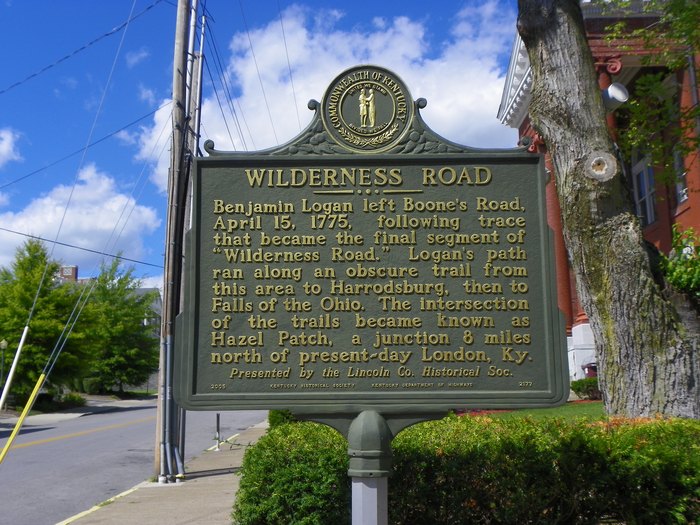 COMMONWEALTH OF KENTUCKY
WILDERNESS ROAD
Benjamin Logan left Boone's Road,
April 15, 1775, following trace
that became the final segment of
"Wilderness Road." Logan's path
ran along an obscure trail from
this area to Harrodsburg, then to
Falls of the Ohio. The intersection
of the trails became known as
Hazel Patch, a junction 8 miles
north of present-day London, Ky.
Presented by the Lincoln Co. Historical Soc.
2005 KENTUCKY HISTORICAL SOCIETY KENTUCKY DEPARTMENT OF HIGHWAYS 2177